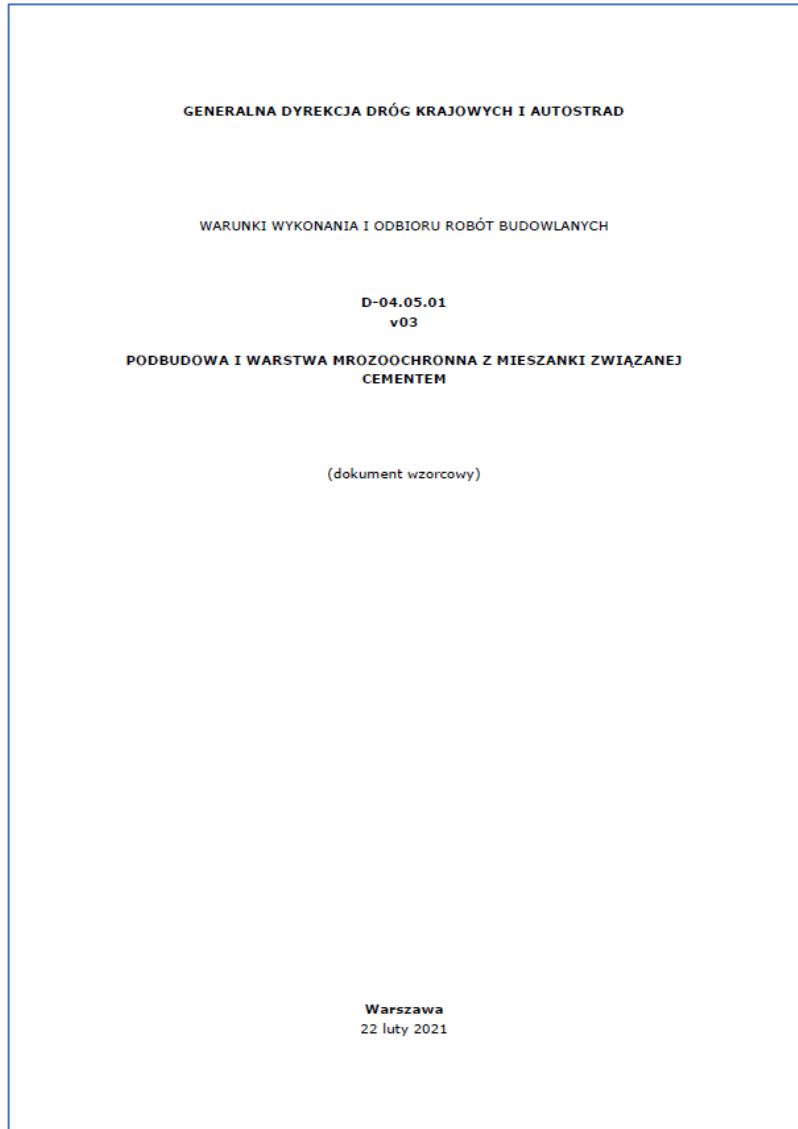 GENERALNA DYREKCJA DRÓG KRAJOWYCH I AUTOSTRAD
WARUNKI WYKONANIA I ODBIORU ROBÓT BUDOWLANYCH
D-04.05.01
v03
PODBUDOWA I WARSTWA MROZOOCHRONNA Z MIESZANKI ZWIĄZANEJ
CEMENTEM
(dokument wzorcowy)
Warszawa
22 luty 2021